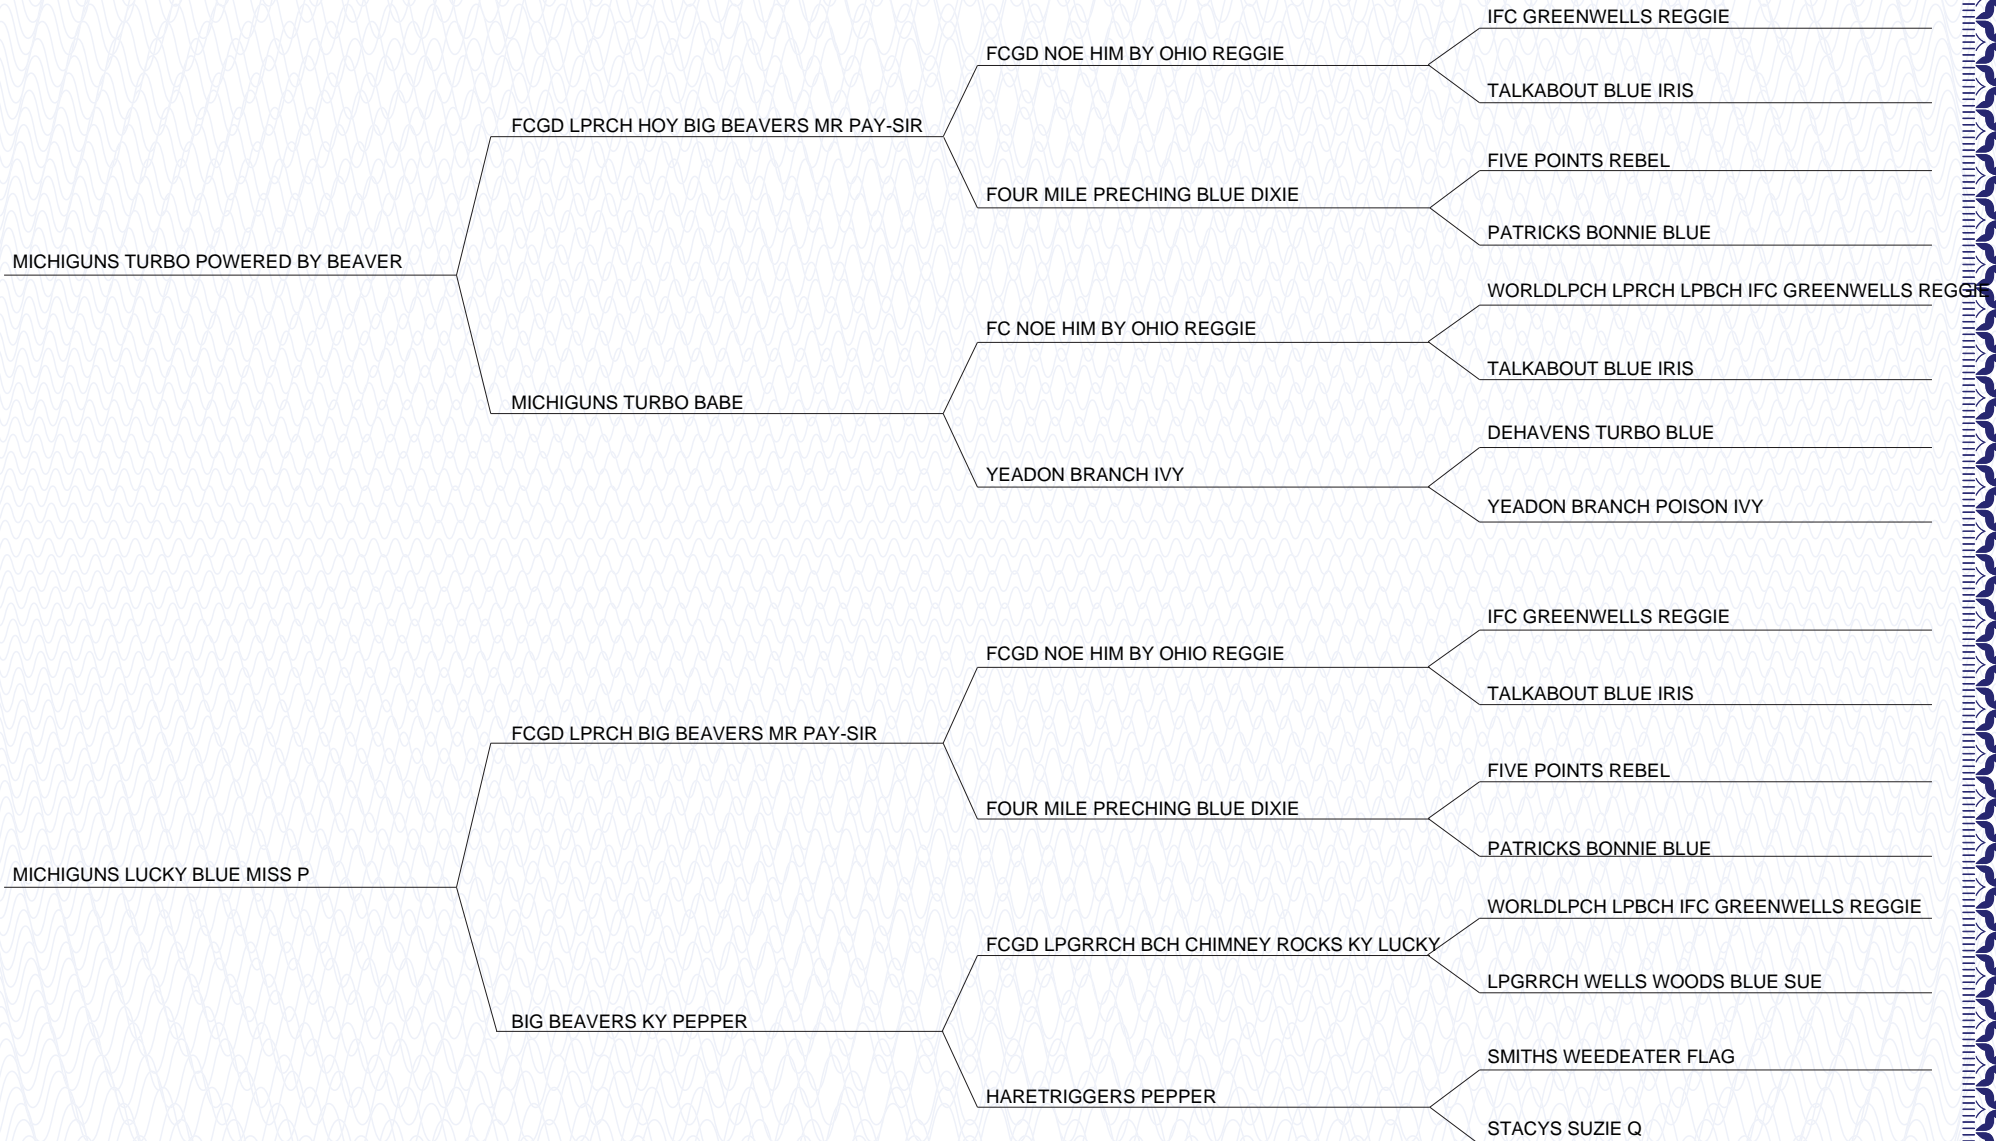 IFC GREENWELLS REGGIE
FCGD NOE HIM BY OHIO REGGIE
TALKABOUT BLUE IRIS
FCGD LPRCH HOY BIG BEAVERS MR PAY-SIR
FIVE POINTS REBEL
FOUR MILE PRECHING BLUE DIXIE
PATRICKS BONNIE BLUE
MICHIGUNS TURBO POWERED BY BEAVER
WORLDLPCH LPRCH LPBCH IFC GREENWELLS REGGIE
FC NOE HIM BY OHIO REGGIE
TALKABOUT BLUE IRIS
MICHIGUNS TURBO BABE
DEHAVENS TURBO BLUE
YEADON BRANCH IVY
YEADON BRANCH POISON IVY
IFC GREENWELLS REGGIE
FCGD NOE HIM BY OHIO REGGIE
TALKABOUT BLUE IRIS
FCGD LPRCH BIG BEAVERS MR PAY-SIR
FIVE POINTS REBEL
FOUR MILE PRECHING BLUE DIXIE
PATRICKS BONNIE BLUE
MICHIGUNS LUCKY BLUE MISS P
WORLDLPCH LPBCH IFC GREENWELLS REGGIE
FCGD LPGRRCH BCH CHIMNEY ROCKS KY LUCKY
LPGRRCH WELLS WOODS BLUE SUE
BIG BEAVERS KY PEPPER
SMITHS WEEDEATER FLAG
HARETRIGGERS PEPPER
STACYS SUZIE Q